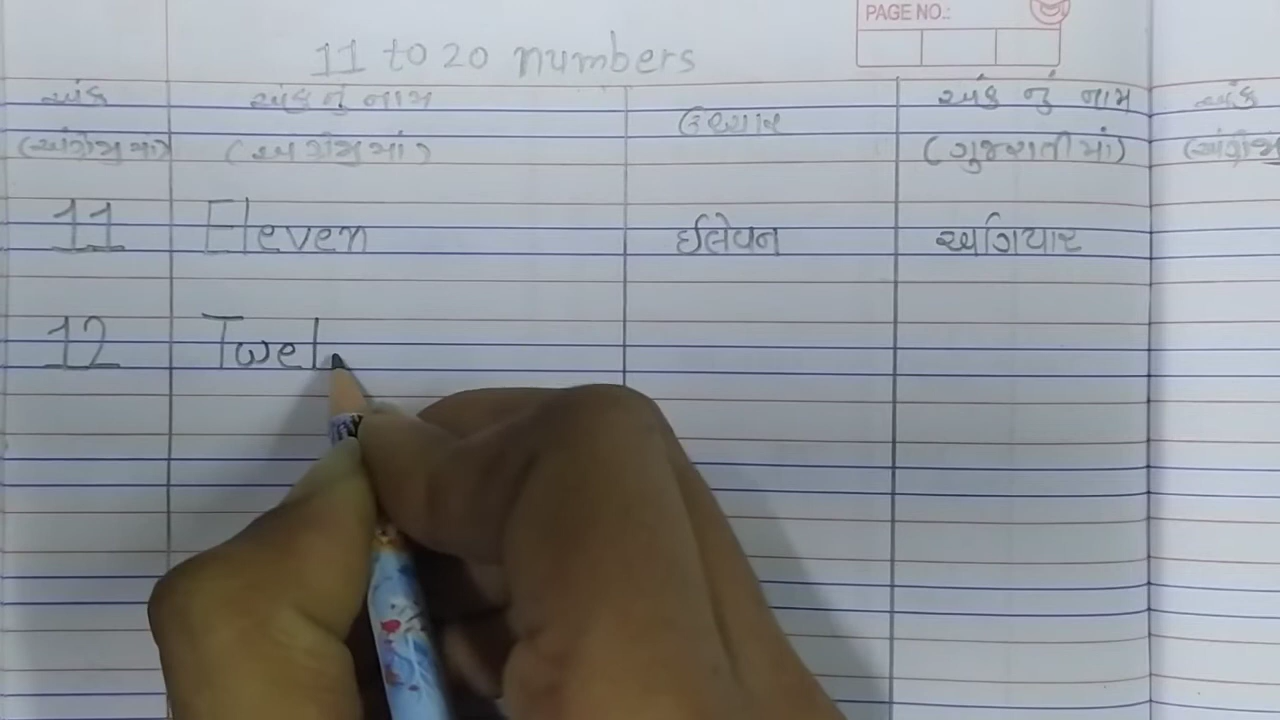 PAGE NO.:
11 to 20 numbers
અંક અંક નું નામ ઉચ્ચાર અંક નું નામ અંક
(અંગ્રેજીમાં) (અંગ્રેજીમાં) (ગુજરાતીમાં)
11 Eleven ઈલેવન અગિયાર
12 Twel